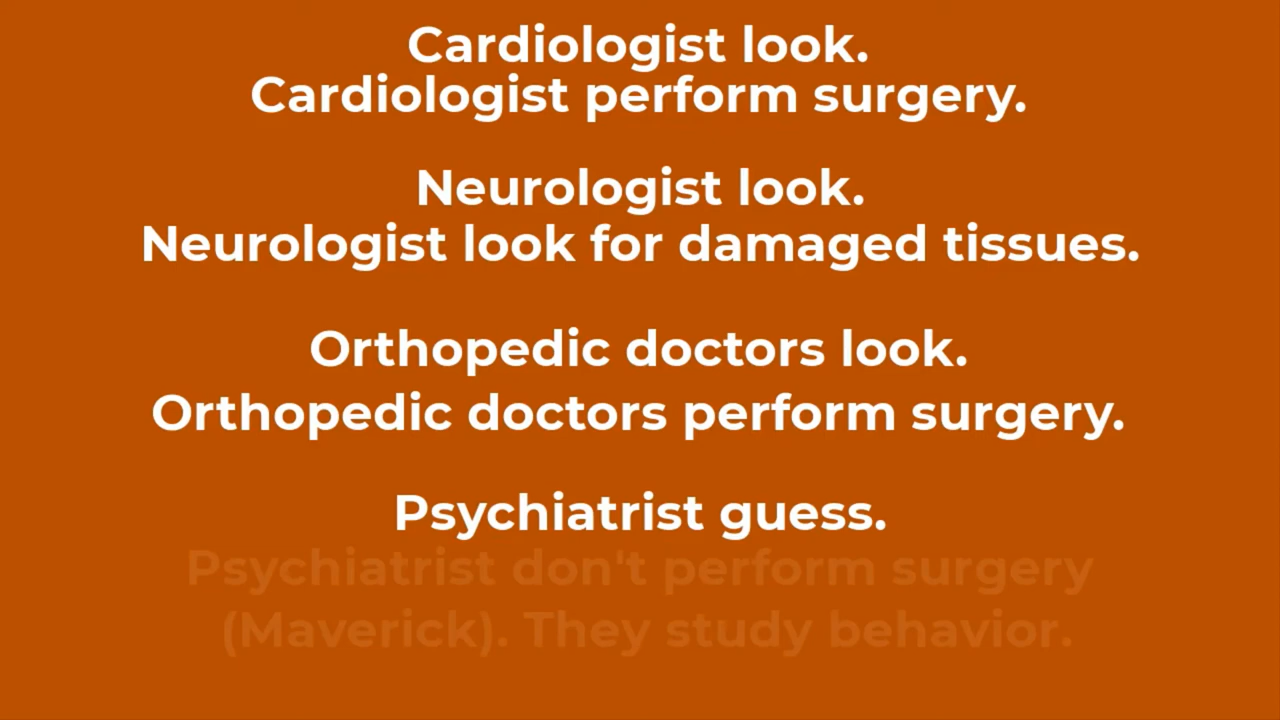 Cardiologist look.
Cardiologist perform surgery.
Neurologist look.
Neurologist look for damaged tissues.
Orthopedic doctors look.
Orthopedic doctors perform surgery.
Psychiatrist guess.
Psychiatrist don't perform surgery
(Maverick). They study behavior.